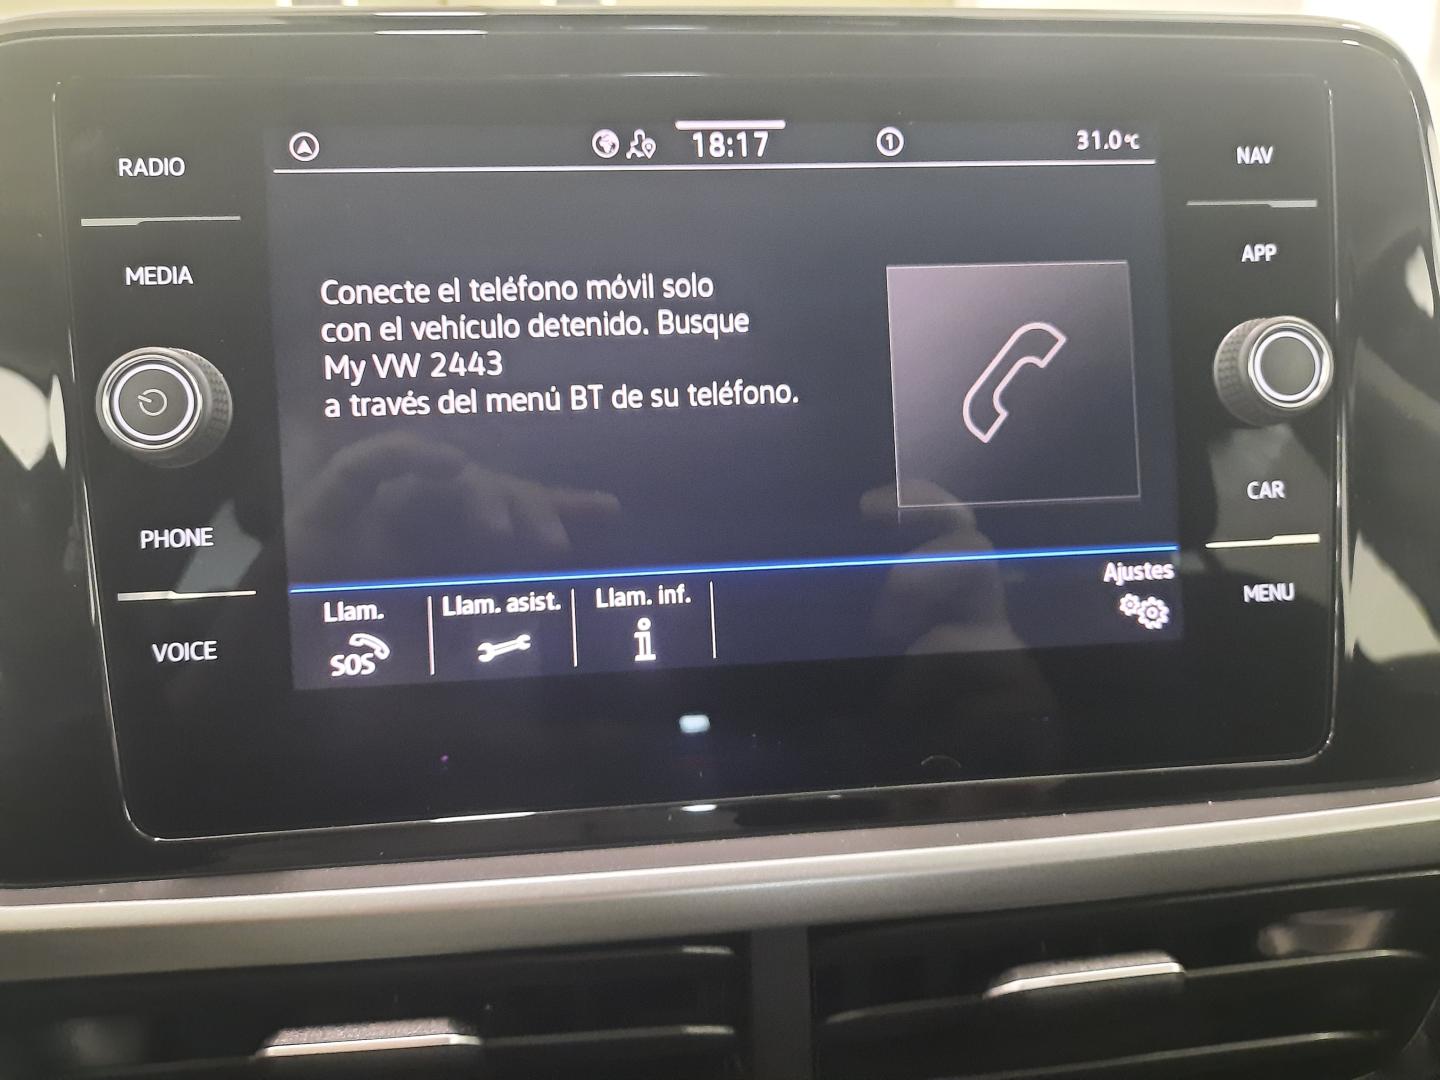 18:17
1
31.0°C
RADIO
MEDIA
PHONE
VOICE
Conecte el teléfono móvil solo
con el vehículo detenido. Busque
My VW 2443
a través del menú BT de su teléfono.
Llam.
SOS
Llam. asist.
Llam. inf.
i
Ajustes
NAV
APP
CAR
MENU